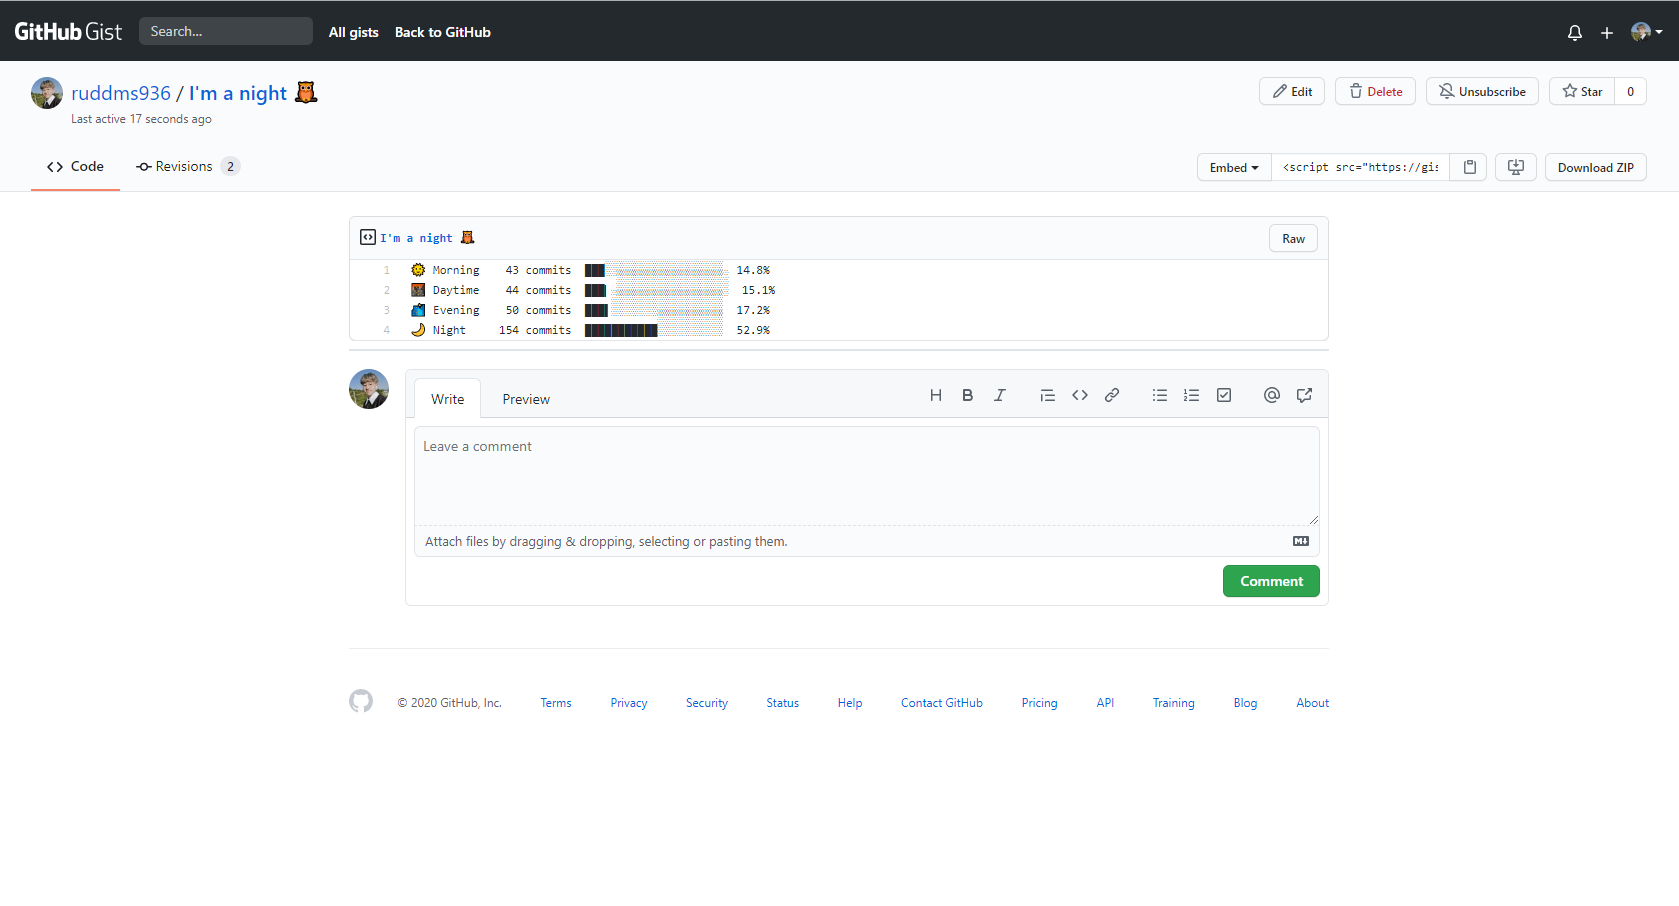 GitHub Gist Search... All gists Back to GitHub
ruddms936 / I'm a night 🦉
Edit Delete Unsubscribe Star 0
Last active 17 seconds ago
Code Revisions 2
Embed <script src="https://gis Download ZIP
I'm a night 🦉 Raw
1 🌞 Morning 43 commits 14.8%
2 🌆 Daytime 44 commits 15.1%
3 🌃 Evening 50 commits 17.2%
4 🌙 Night 154 commits 52.9%
Write Preview
Leave a comment
Attach files by dragging & dropping, selecting or pasting them.
Comment
© 2020 GitHub, Inc. Terms Privacy Security Status Help Contact GitHub Pricing API Training Blog About